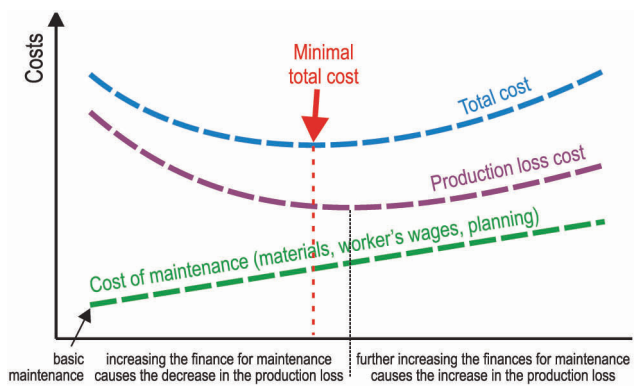 Costs
Minimal
total cost
Total cost
Production loss cost
Cost of maintenance (materials, worker's wages, planning)
basic
maintenance
increasing the finance for maintenance
causes the decrease in the production loss
further increasing the finances for maintenance
causes the increase in the production loss